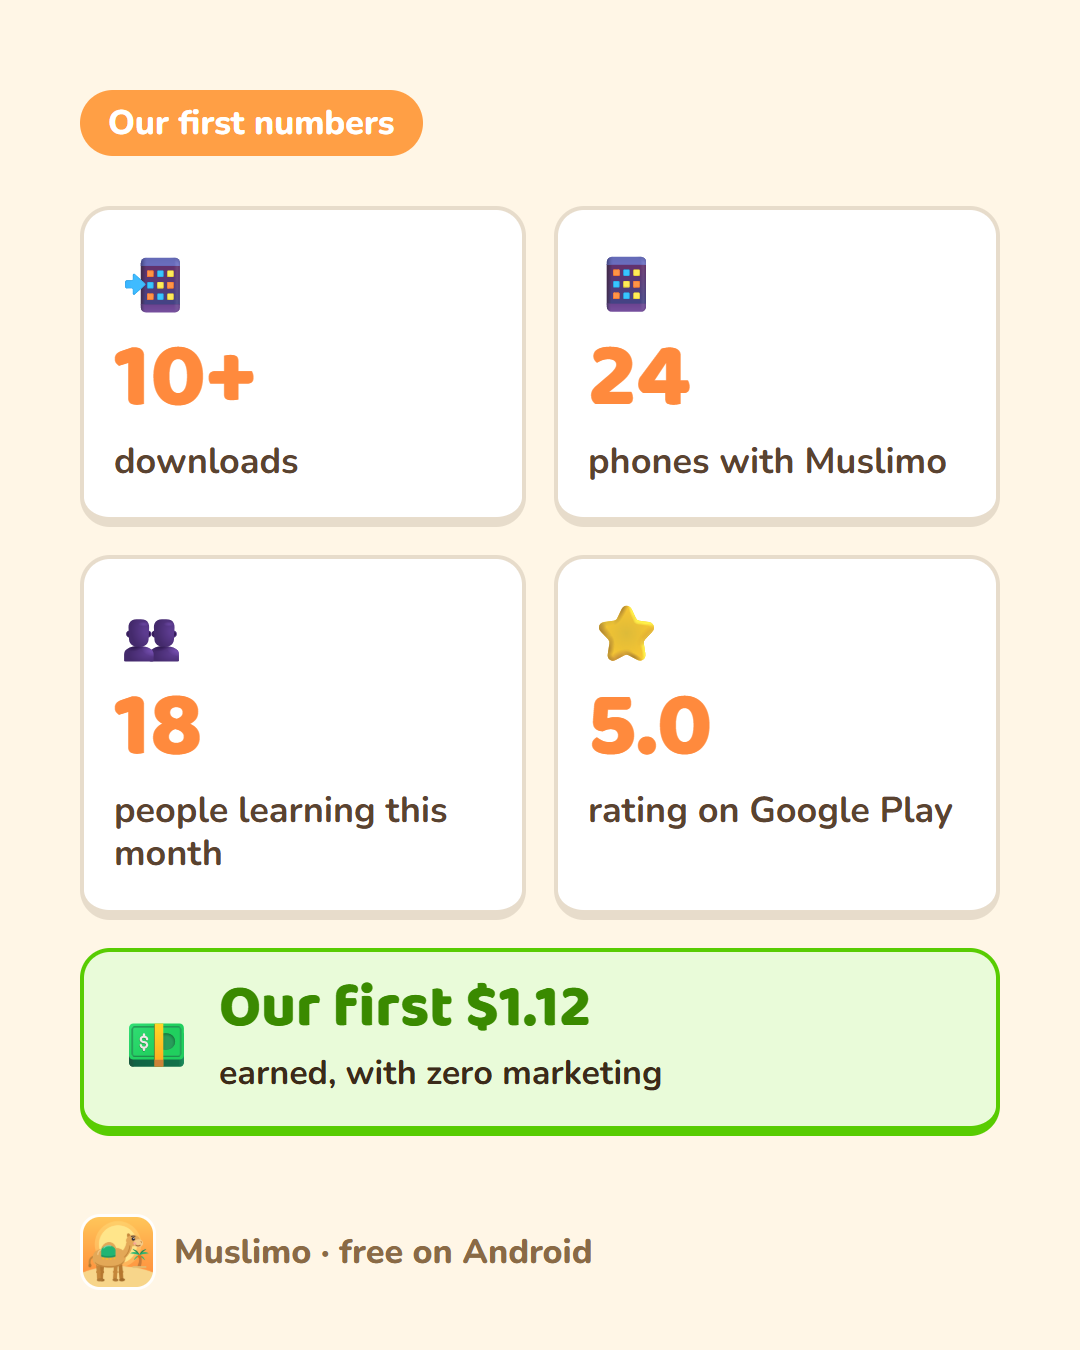 Our first numbers
10+
downloads
24
phones with Muslimo
18
people learning this
month
5.0
rating on Google Play
Our first $1.12
earned, with zero marketing
Muslimo · free on Android